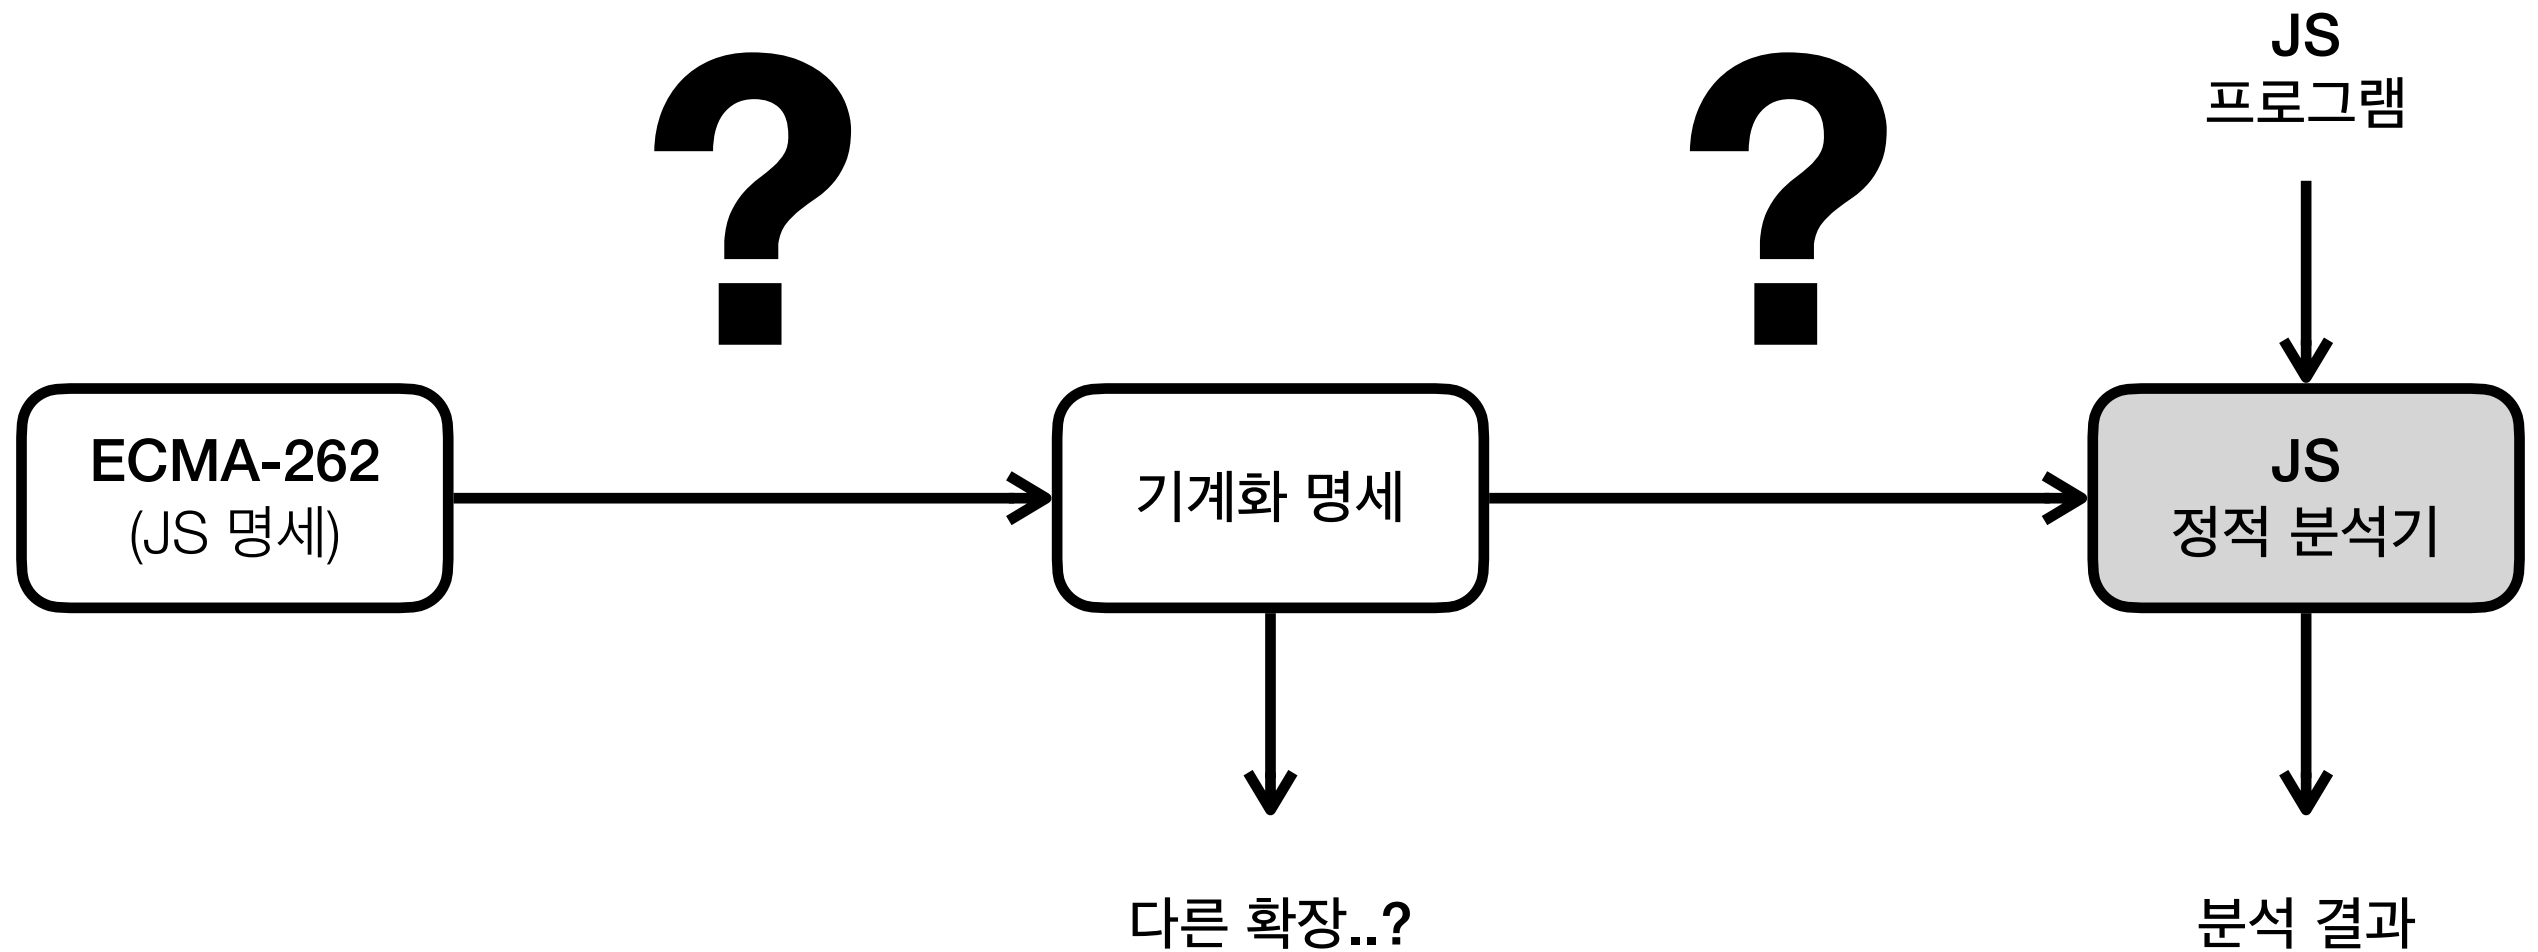 ?
?
JS
프로그램
ECMA-262
(JS 명세)
기계화 명세
JS
정적 분석기
다른 확장..?
분석 결과